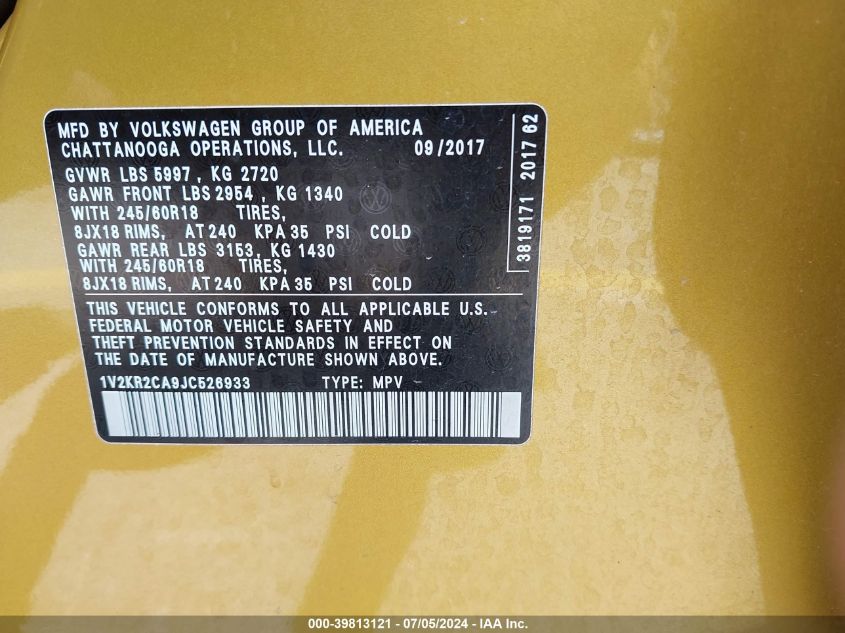 MFD BY VOLKSWAGEN GROUP OF AMERICA
CHATTANOOGA OPERATIONS, LLC. 09/2017
GVWR LBS 5997 , KG 2720
GAWR FRONT LBS 2954 , KG 1340
WITH 245/60R18 TIRES,
8JX18 RIMS, AT 240 KPA 35 PSI COLD
GAWR REAR LBS 3153, KG 1430
WITH 245/60R18 TIRES,
8JX18 RIMS, AT 240 KPA 35 PSI COLD
THIS VEHICLE CONFORMS TO ALL APPLICABLE U.S.
FEDERAL MOTOR VEHICLE SAFETY AND
THEFT PREVENTION STANDARDS IN EFFECT ON
THE DATE OF MANUFACTURE SHOWN ABOVE.
1V2KR2CA9JC526933 TYPE: MPV
3819171 2017 62
000-39813121 - 07/05/2024 - IAA Inc.